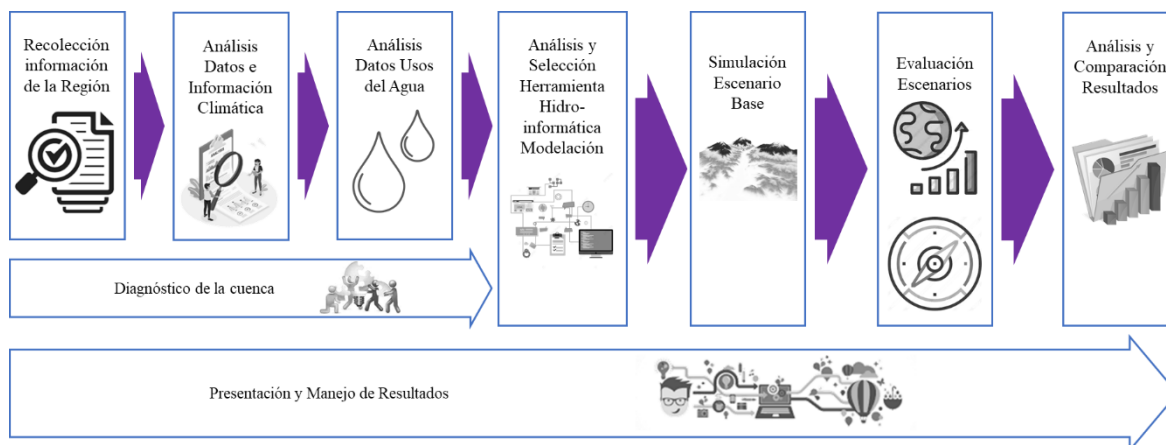 Recolección
información
de la Región
Análisis
Datos e
Información
Climática
Análisis
Datos Usos
del Agua
Análisis y
Selección
Herramienta
Hidro-
informática
Modelación
Simulación
Escenario
Base
Evaluación
Escenarios
Análisis y
Comparación
Resultados
Diagnóstico de la cuenca
Presentación y Manejo de Resultados